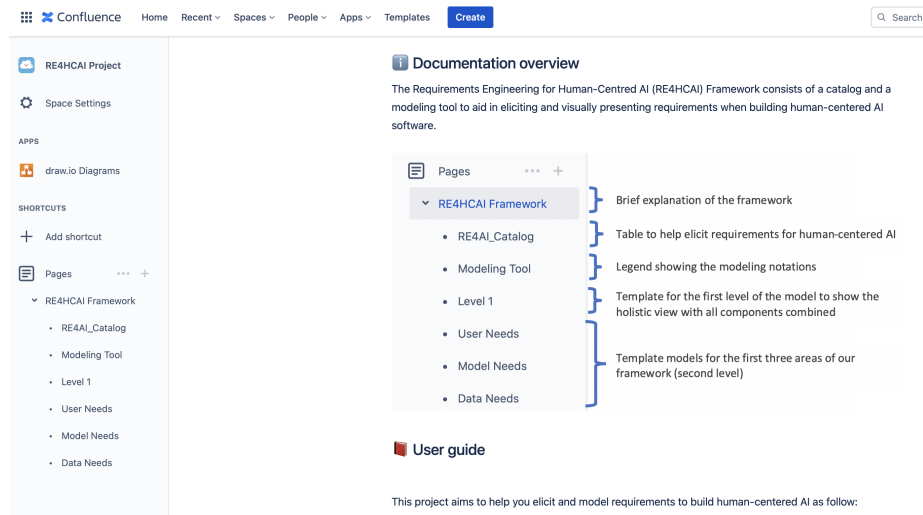 Confluence Home Recent Spaces People Apps Templates Create Search
RE4HCAI Project
Space Settings
APPS
draw.io Diagrams
SHORTCUTS
Add shortcut
Pages
RE4HCAI Framework
RE4AI_Catalog
Modeling Tool
Level 1
User Needs
Model Needs
Data Needs
Documentation overview
The Requirements Engineering for Human-Centred AI (RE4HCAI) Framework consists of a catalog and a
modeling tool to aid in eliciting and visually presenting requirements when building human-centered AI
software.
Pages
RE4HCAI Framework
Brief explanation of the framework
RE4AI_Catalog
Table to help elicit requirements for human-centered AI
Modeling Tool
Legend showing the modeling notations
Level 1
Template for the first level of the model to show the
holistic view with all components combined
User Needs
Model Needs
Data Needs
Template models for the first three areas of our
framework (second level)
User guide
This project aims to help you elicit and model requirements to build human-centered AI as follow: